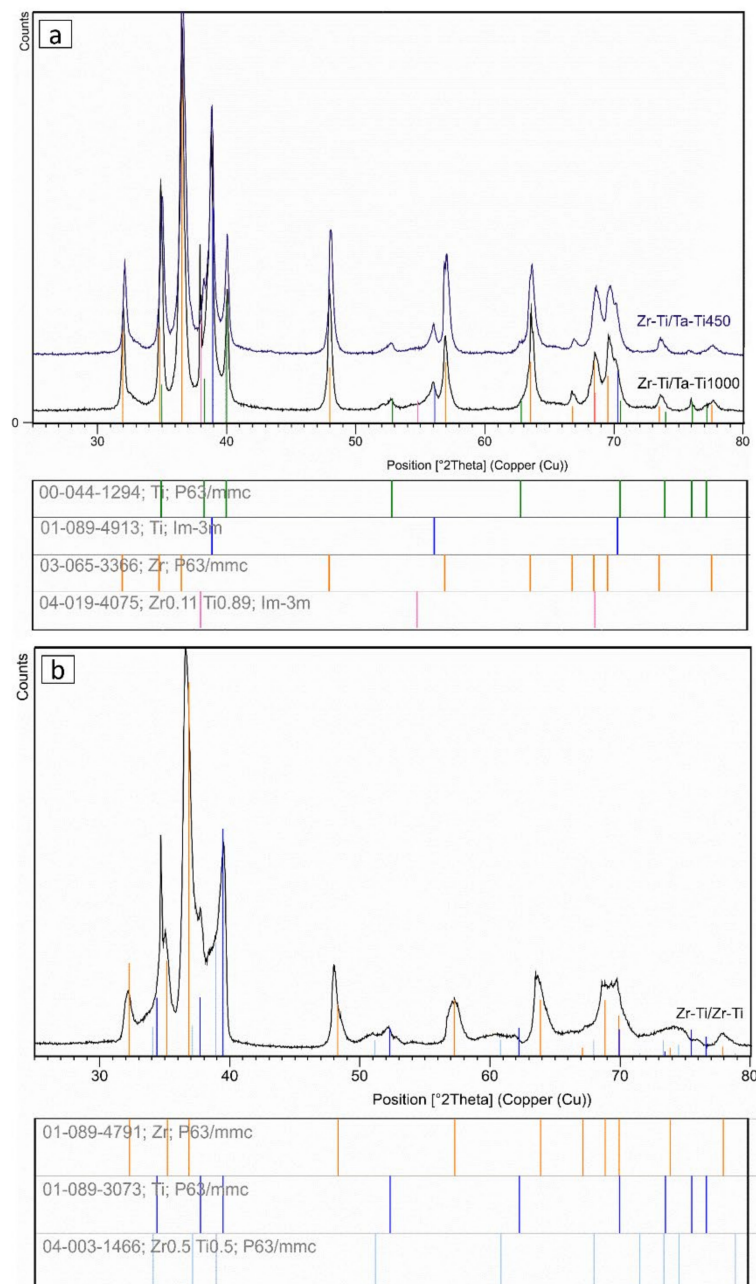 a
Counts
Zr-Ti/Ta-Ti450
Zr-Ti/Ta-Ti1000
0
30 40 50 60 70 80
Position [°2Theta] (Copper (Cu))
00-044-1294; Ti; P63/mmc
01-089-4913; Ti; Im-3m
03-065-3366; Zr; P63/mmc
04-019-4075; Zr0.11 Ti0.89; Im-3m
b
Counts
Zr-Ti/Zr-Ti
30 40 50 60 70 80
Position [°2Theta] (Copper (Cu))
01-089-4791; Zr; P63/mmc
01-089-3073; Ti; P63/mmc
04-003-1466; Zr0.5 Ti0.5; P63/mmc